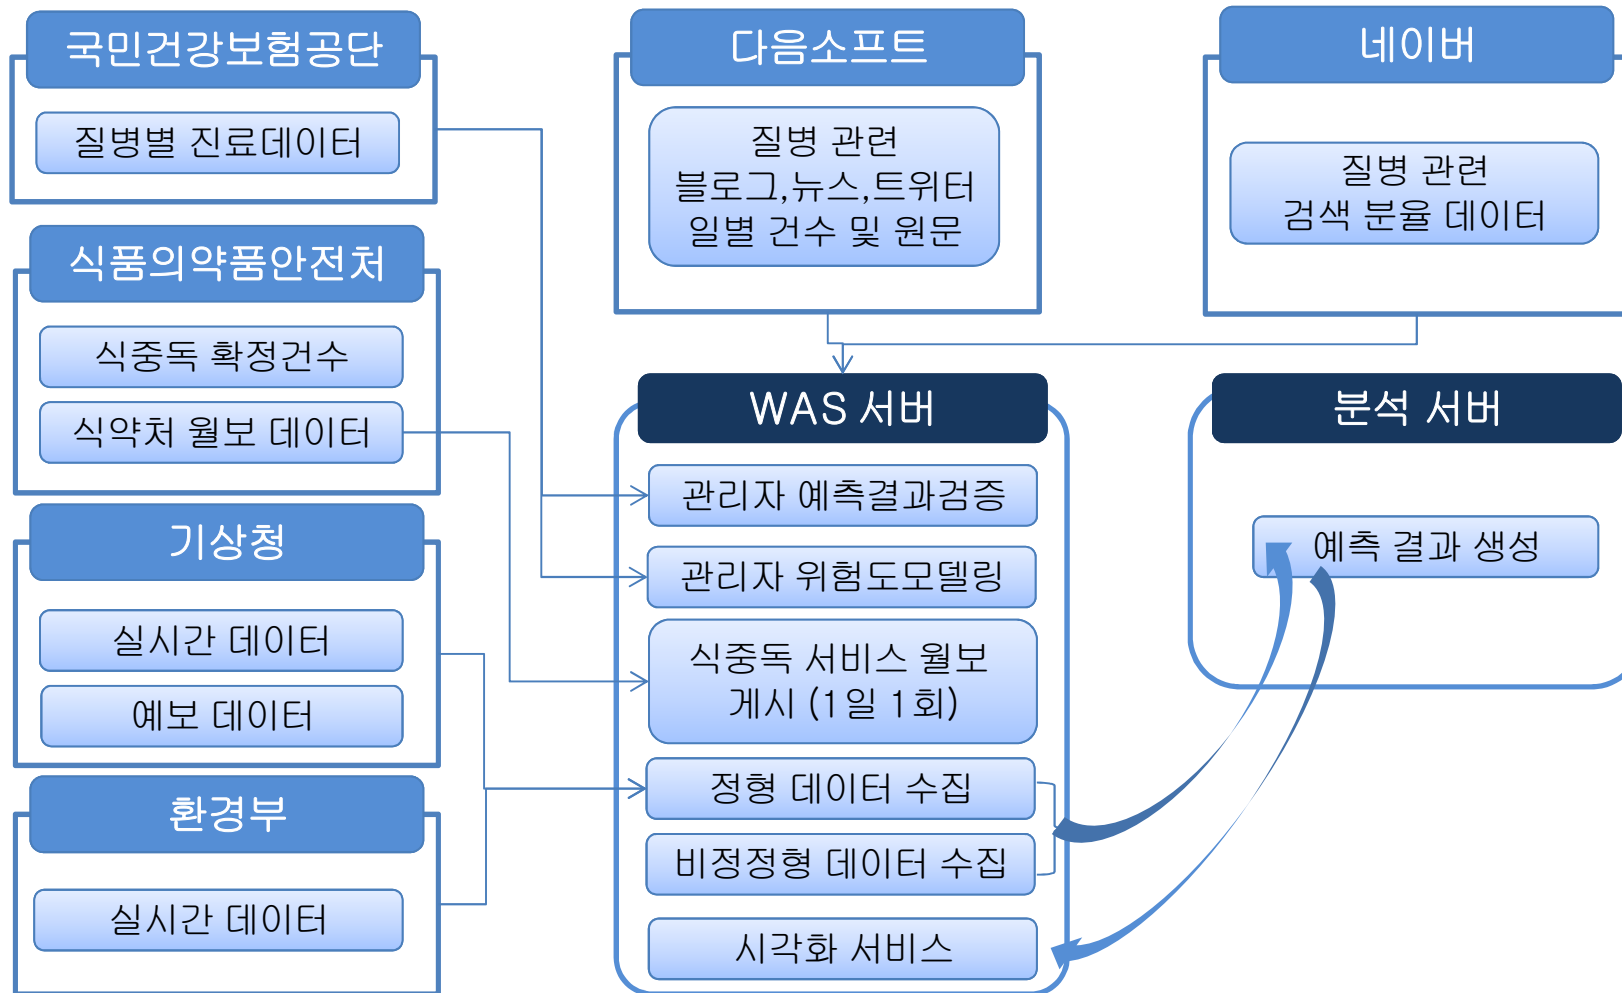 국민건강보험공단
질병별 진료데이터
식품의약품안전처
식중독 확정건수
식약처 월보 데이터
기상청
실시간 데이터
예보 데이터
환경부
실시간 데이터
다음소프트
질병 관련
블로그,뉴스,트위터
일별 건수 및 원문
네이버
질병 관련
검색 분율 데이터
WAS 서버
관리자 예측결과검증
관리자 위험도모델링
식중독 서비스 월보
게시 (1일 1회)
정형 데이터 수집
비정정형 데이터 수집
시각화 서비스
분석 서버
예측 결과 생성